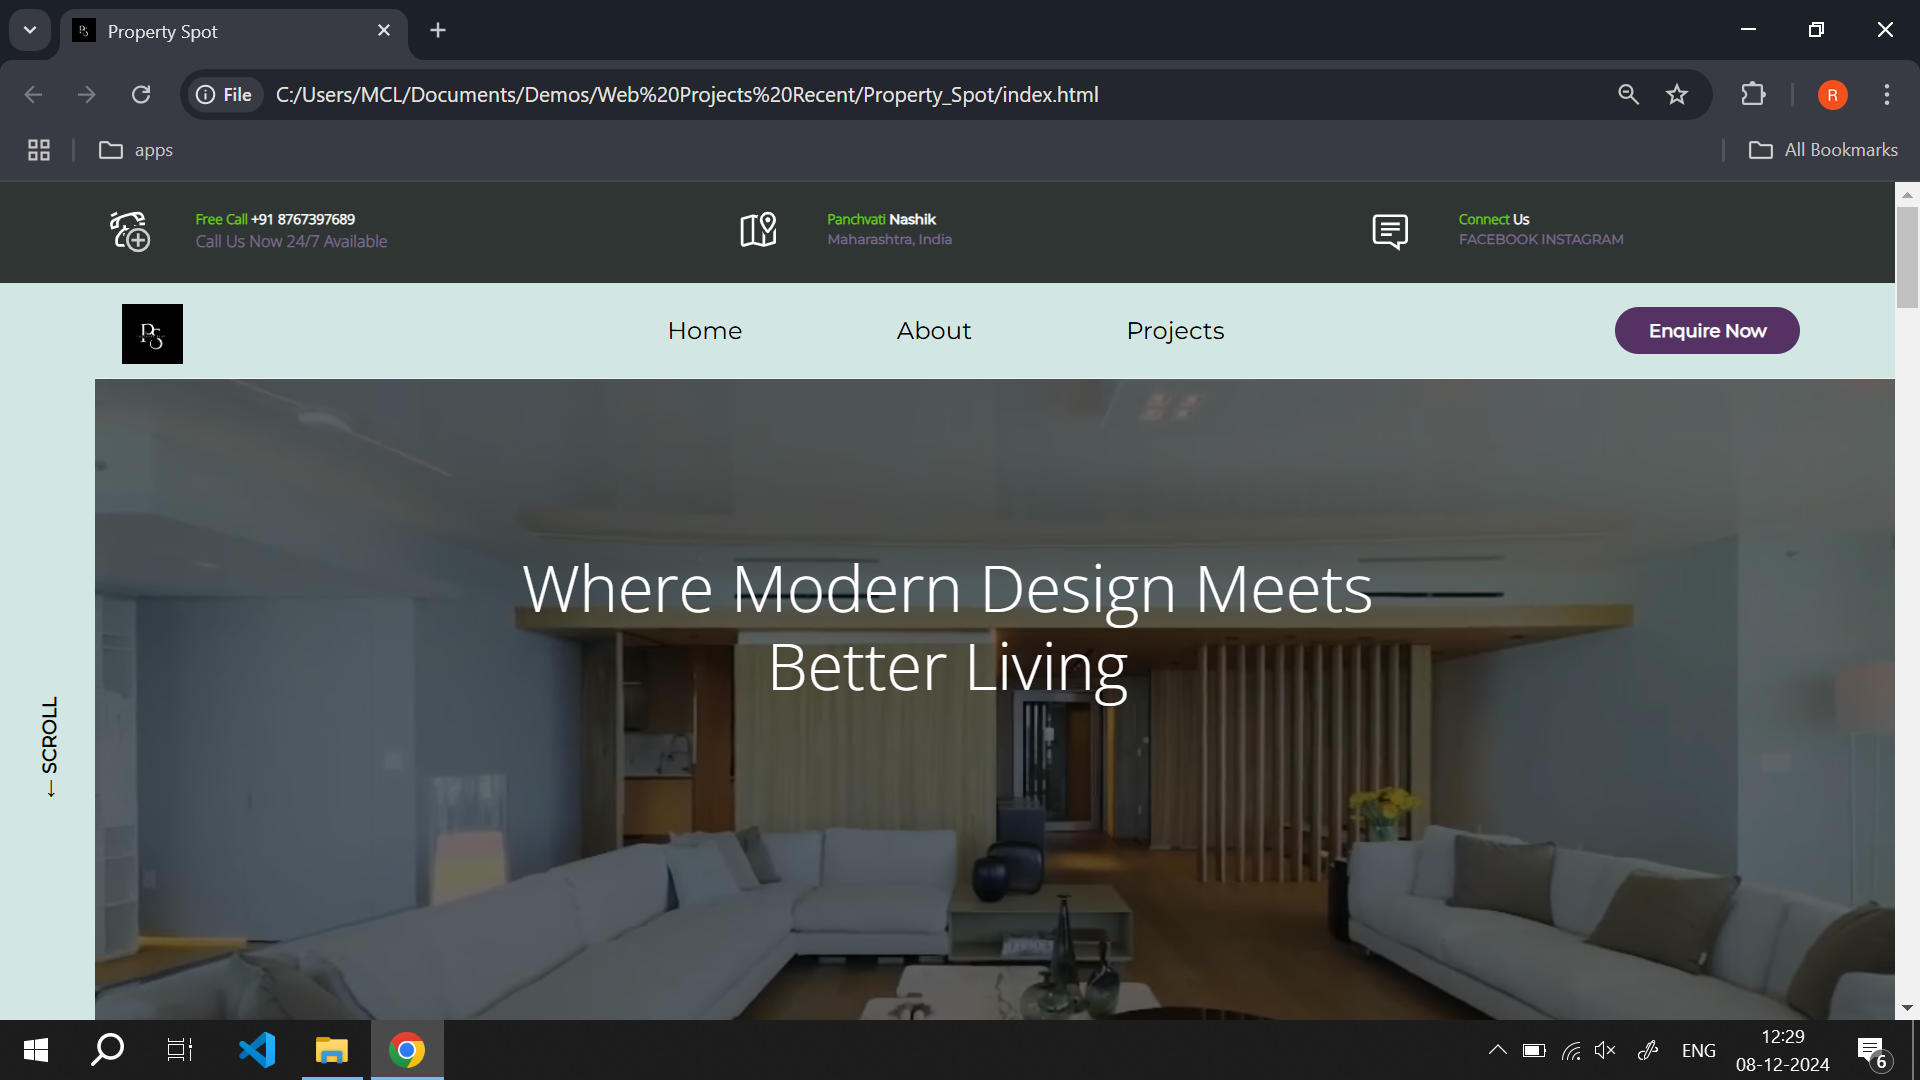 Property Spot
File C:/Users/MCL/Documents/Demos/Web%20Projects%20Recent/Property_Spot/index.html
R
apps
All Bookmarks
Free Call +91 8767397689
Call Us Now 24/7 Available
Panchvati Nashik
Maharashtra, India
Connect Us
FACEBOOK INSTAGRAM
PS
Home
About
Projects
Enquire Now
Where Modern Design Meets
Better Living
← SCROLL
ENG
12:29
08-12-2024
6